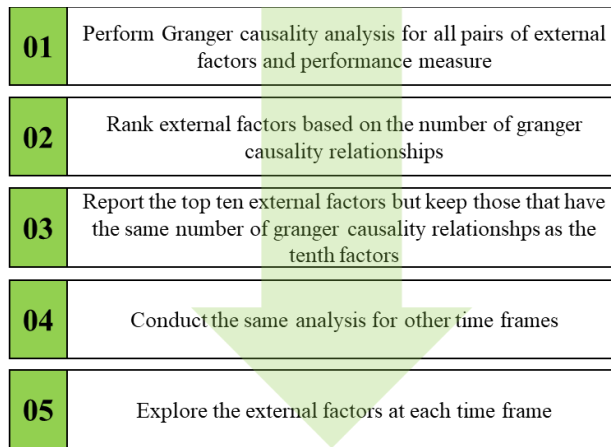 01
Perform Granger causality analysis for all pairs of external
factors and performance measure
02
Rank external factors based on the number of granger
causality relationships
03
Report the top ten external factors but keep those that have
the same number of granger causality relationshps as the
tenth factors
04
Conduct the same analysis for other time frames
05
Explore the external factors at each time frame